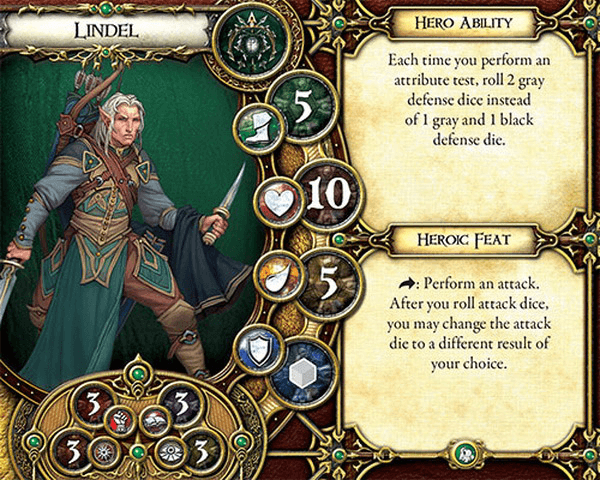 LINDEL
5
10
5
3
3
3
3
HERO ABILITY
Each time you perform an
attribute test, roll 2 gray
defense dice instead
of 1 gray and 1 black
defense die.
HEROIC FEAT
: Perform an attack.
After you roll attack dice,
you may change the attack
die to a different result of
your choice.